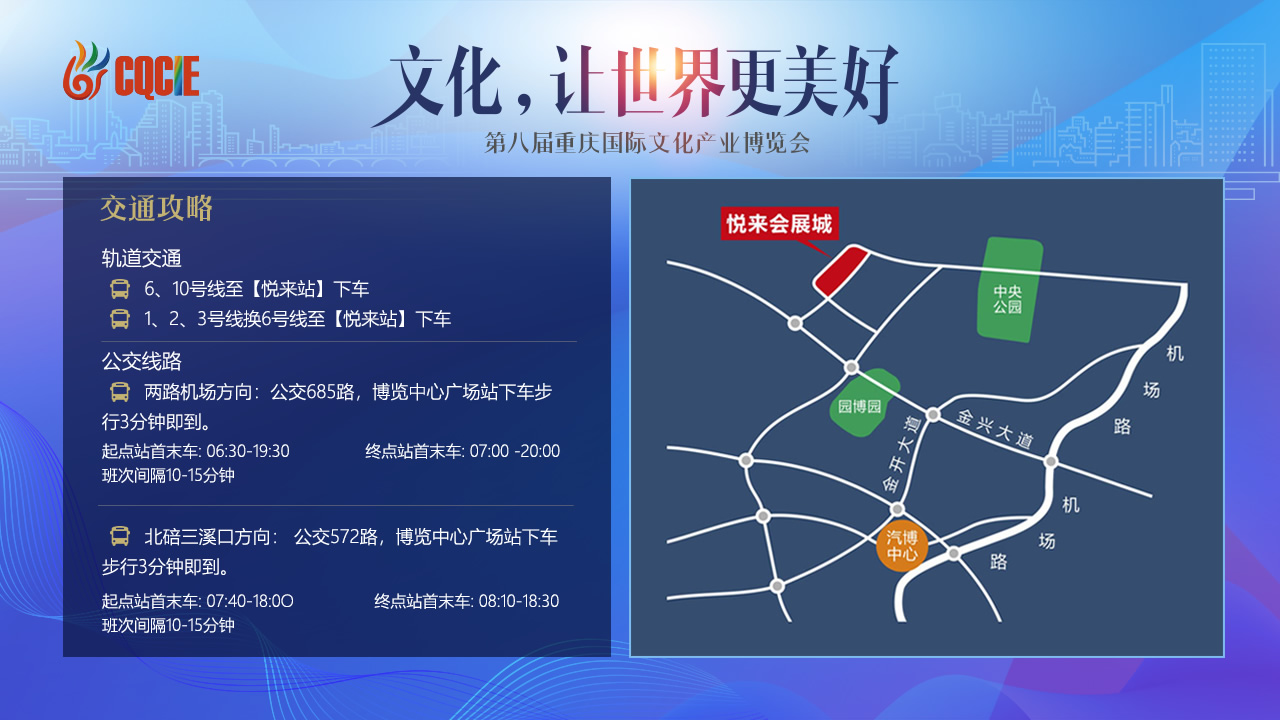 CQCIE
文化，让世界更美好
第八届重庆国际文化产业博览会
交通攻略
轨道交通
6、10号线至【悦来站】下车
1、2、3号线换6号线至【悦来站】下车
公交线路
两路机场方向：公交685路，博览中心广场站下车步
行3分钟即到。
起点站首末车: 06:30-19:30 终点站首末车: 07:00 -20:00
班次间隔10-15分钟
北碚三溪口方向： 公交572路，博览中心广场站下车
步行3分钟即到。
起点站首末车: 07:40-18:0O 终点站首末车: 08:10-18:30
班次间隔10-15分钟
悦来会展城
中央
公园
园博园
金开大道
金兴大道
机场路
机场路
汽博
中心